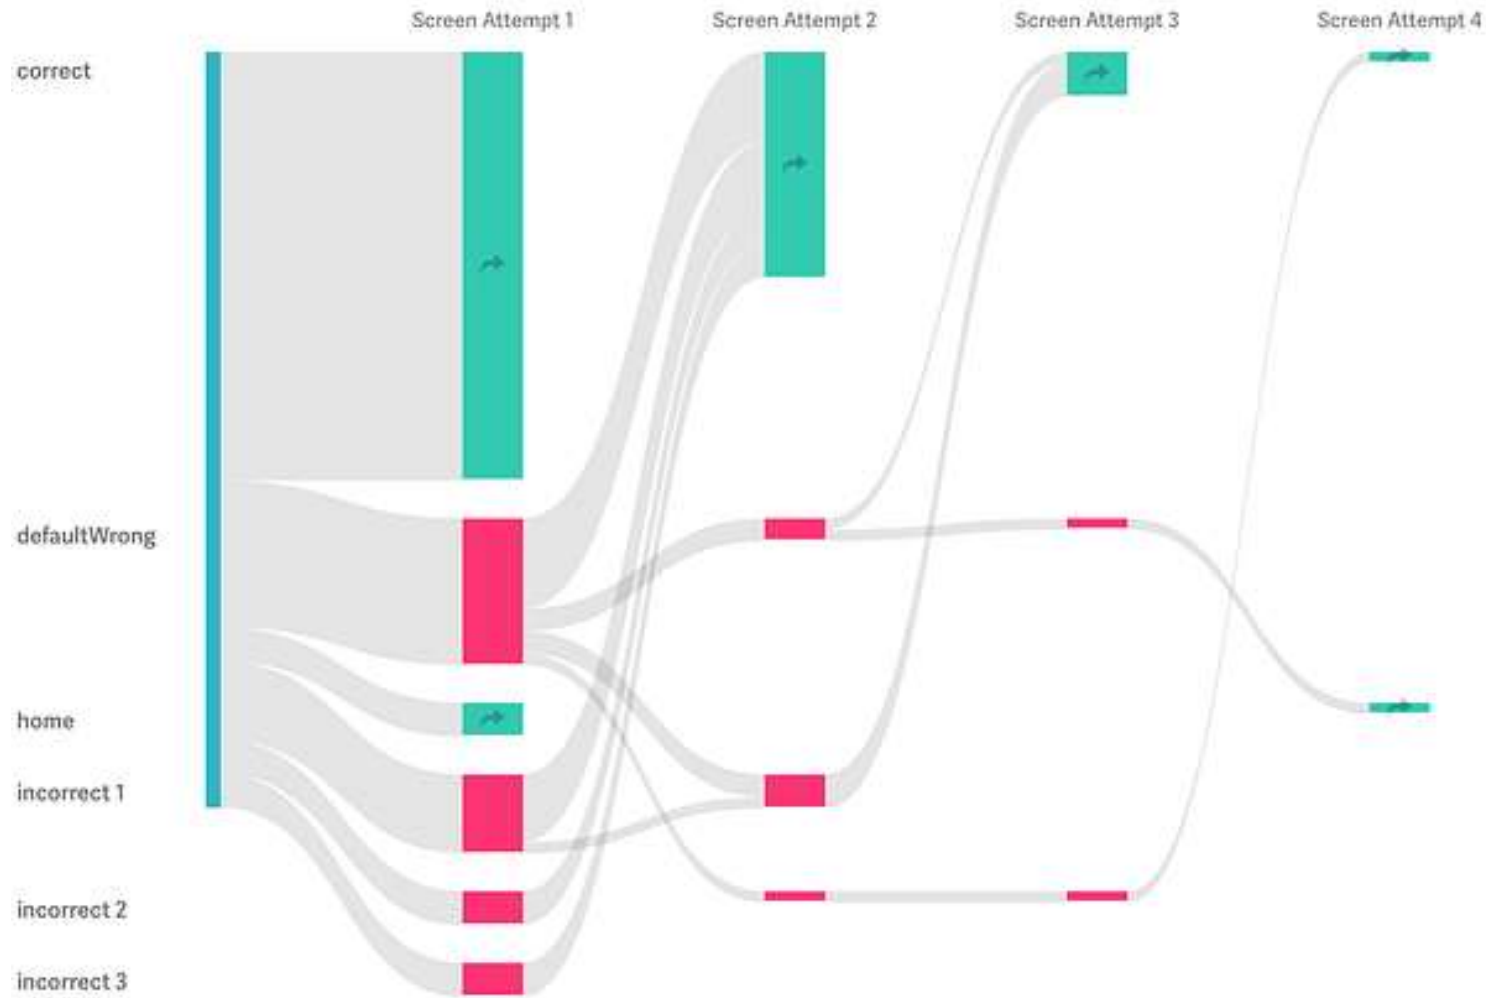 Screen Attempt 1 Screen Attempt 2 Screen Attempt 3 Screen Attempt 4
correct
defaultWrong
home
incorrect 1
incorrect 2
incorrect 3